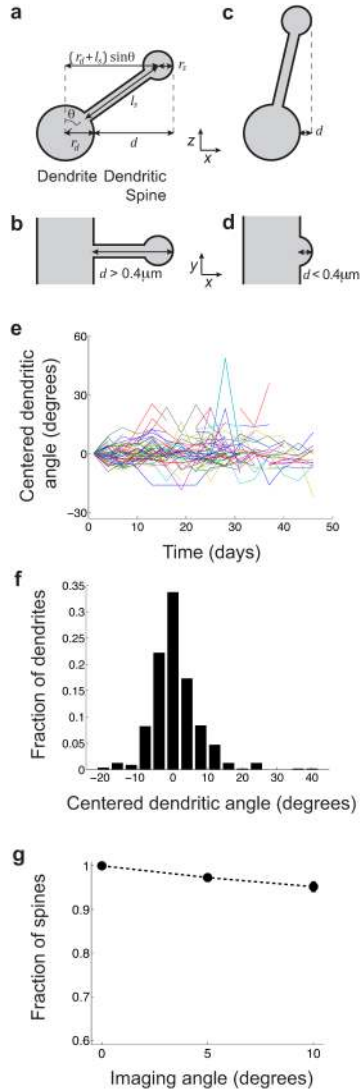 a
(r_d+l_s) sinθ
r_s
θ
l_s
r_d
d
z
x
Dendrite Dendritic
Spine
c
d
b
d > 0.4μm
y
x
d
d < 0.4μm
e
60
30
0
−30
0 10 20 30 40 50
Centered dendritic
angle (degrees)
Time (days)
f
0.35
0.3
0.25
0.2
0.15
0.1
0.05
0
−20 −10 0 10 20 30 40
Fraction of dendrites
Centered dendritic angle (degrees)
g
1
0.9
0.8
0.7
0.6
0 5 10
Fraction of spines
Imaging angle (degrees)